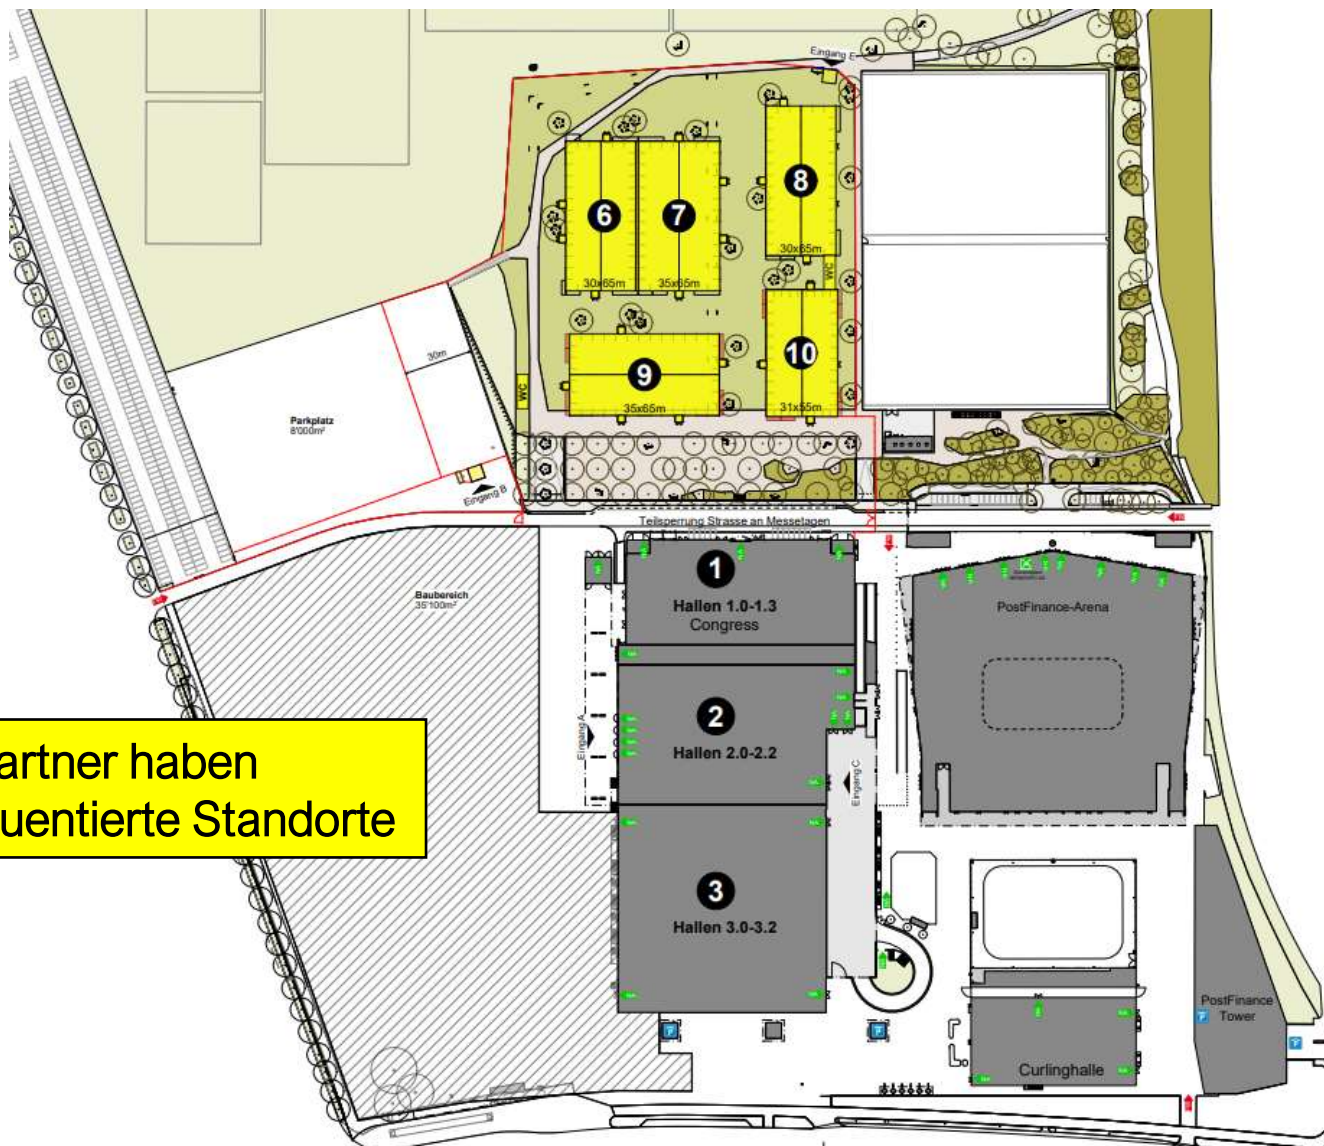 Eingang E
8
6
7
30x65m
WC
30x65m
35x65m
10
30m
9
WC
35x65m
31x55m
Parkplatz
8'000m²
Eingang B
Teilsperrung Strasse an Messetagen
1
Baubereich
35'100m²
Hallen 1.0-1.3
Congress
PostFinance-Arena
2
Eingang A
Hallen 2.0-2.2
artner haben
uentierte Standorte
Eingang C
3
Hallen 3.0-3.2
PostFinance
Tower
Curlinghalle